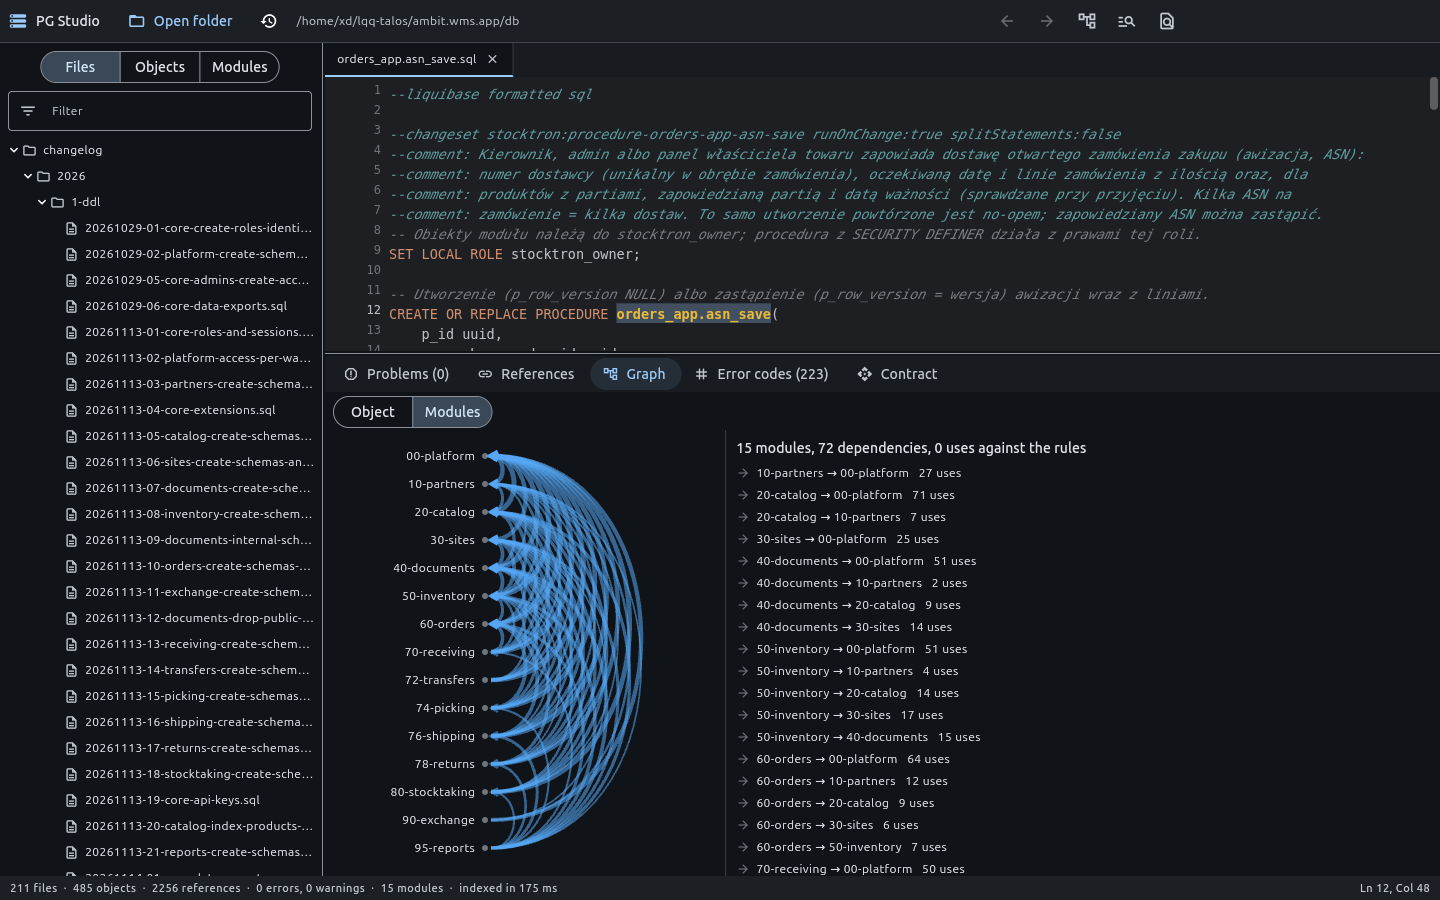 PG Studio
Open folder
/home/xd/lqq-talos/ambit.wms.app/db
Files
Objects
Modules
Filter
changelog
2026
1-ddl
20261029-01-core-create-roles-identi...
20261029-02-platform-create-schem...
20261029-05-core-admins-create-acc...
20261029-06-core-data-exports.sql
20261113-01-core-roles-and-sessions....
20261113-02-platform-access-per-wa...
20261113-03-partners-create-schema...
20261113-04-core-extensions.sql
20261113-05-catalog-create-schemas...
20261113-06-sites-create-schemas-an...
20261113-07-documents-create-sche...
20261113-08-inventory-create-schem...
20261113-09-documents-internal-sch...
20261113-10-orders-create-schemas-...
20261113-11-exchange-create-schem...
20261113-12-documents-drop-public-...
20261113-13-receiving-create-schem...
20261113-14-transfers-create-schem...
20261113-15-picking-create-schemas...
20261113-16-shipping-create-schema...
20261113-17-returns-create-schemas...
20261113-18-stocktaking-create-sche...
20261113-19-core-api-keys.sql
20261113-20-catalog-index-products-...
20261113-21-reports-create-schemas...
orders_app.asn_save.sql
1 --liquibase formatted sql
2
3 --changeset stocktron:procedure-orders-app-asn-save runOnChange:true splitStatements:false
4 --comment: Kierownik, admin albo panel właściciela towaru zapowiada dostawę otwartego zamówienia zakupu (awizacja, ASN):
5 --comment: numer dostawcy (unikalny w obrębie zamówienia), oczekiwaną datę i linie zamówienia z ilością oraz, dla
6 --comment: produktów z partiami, zapowiedzianą partią i datą ważności (sprawdzane przy przyjęciu). Kilka ASN na
7 --comment: zamówienie = kilka dostaw. To samo utworzenie powtórzone jest no-opem; zapowiedziany ASN można zastąpić.
8 -- Obiekty modułu należą do stocktron_owner; procedura z SECURITY DEFINER działa z prawami tej roli.
9 SET LOCAL ROLE stocktron_owner;
10
11 -- Utworzenie (p_row_version NULL) albo zastąpienie (p_row_version = wersja) awizacji wraz z liniami.
12 CREATE OR REPLACE PROCEDURE orders_app.asn_save(
13 p_id uuid,
14
Problems (0)
References
Graph
Error codes (223)
Contract
Object
Modules
00-platform
10-partners
20-catalog
30-sites
40-documents
50-inventory
60-orders
70-receiving
72-transfers
74-picking
76-shipping
78-returns
80-stocktaking
90-exchange
95-reports
15 modules, 72 dependencies, 0 uses against the rules
→ 10-partners → 00-platform 27 uses
→ 20-catalog → 00-platform 71 uses
→ 20-catalog → 10-partners 7 uses
→ 30-sites → 00-platform 25 uses
→ 40-documents → 00-platform 51 uses
→ 40-documents → 10-partners 2 uses
→ 40-documents → 20-catalog 9 uses
→ 40-documents → 30-sites 14 uses
→ 50-inventory → 00-platform 51 uses
→ 50-inventory → 10-partners 4 uses
→ 50-inventory → 20-catalog 14 uses
→ 50-inventory → 30-sites 17 uses
→ 50-inventory → 40-documents 15 uses
→ 60-orders → 00-platform 64 uses
→ 60-orders → 10-partners 12 uses
→ 60-orders → 20-catalog 9 uses
→ 60-orders → 30-sites 6 uses
→ 60-orders → 50-inventory 7 uses
→ 70-receiving → 00-platform 50 uses
211 files · 485 objects · 2256 references · 0 errors, 0 warnings · 15 modules · indexed in 175 ms
Ln 12, Col 48